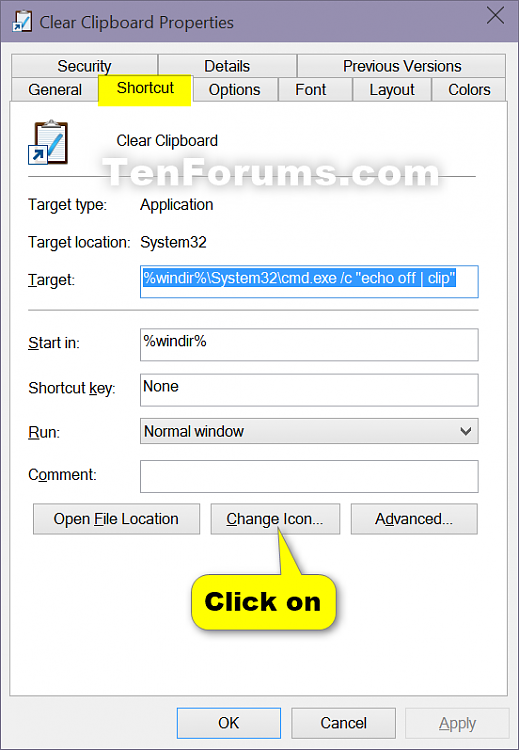 Clear Clipboard Properties
Security Details Previous Versions
General Shortcut Options Font Layout Colors
Clear Clipboard
TenForums.com
Target type: Application
Target location: System32
Target: %windir%\System32\cmd.exe /c "echo off | clip"
Start in: %windir%
Shortcut key: None
Run: Normal window
Comment:
Open File Location Change Icon... Advanced...
Click on
OK Cancel Apply